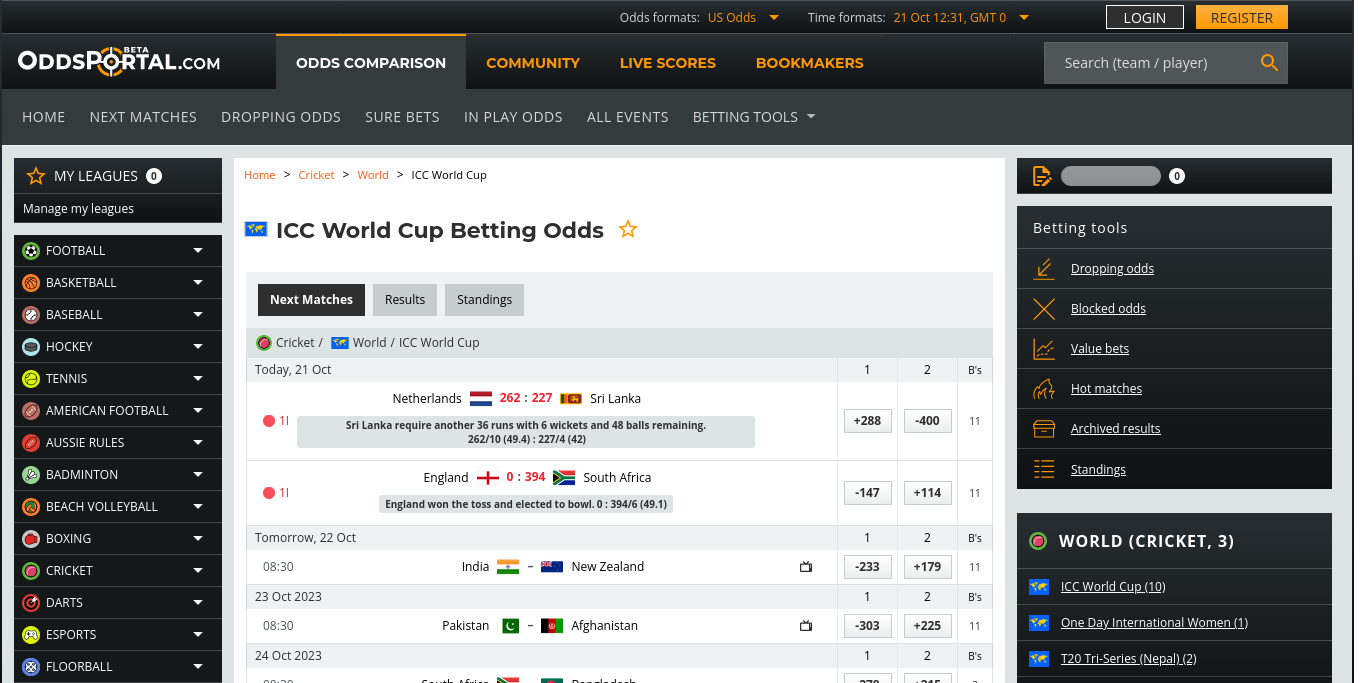 Odds formats: US Odds Time formats: 21 Oct 12:31, GMT 0 LOGIN REGISTER
ODDSPORTAL.COM BETA
ODDS COMPARISON COMMUNITY LIVE SCORES BOOKMAKERS Search (team / player)
HOME NEXT MATCHES DROPPING ODDS SURE BETS IN PLAY ODDS ALL EVENTS BETTING TOOLS
MY LEAGUES 0
Manage my leagues
FOOTBALL
BASKETBALL
BASEBALL
HOCKEY
TENNIS
AMERICAN FOOTBALL
AUSSIE RULES
BADMINTON
BEACH VOLLEYBALL
BOXING
CRICKET
DARTS
ESPORTS
FLOORBALL
Home > Cricket > World > ICC World Cup
ICC World Cup Betting Odds
Next Matches Results Standings
Cricket / World / ICC World Cup
Today, 21 Oct 1 2 B's
Netherlands 262 : 227 Sri Lanka
1I +288 -400 11
Sri Lanka require another 36 runs with 6 wickets and 48 balls remaining.
262/10 (49.4) : 227/4 (42)
England 0 : 394 South Africa
1I -147 +114 11
England won the toss and elected to bowl. 0 : 394/6 (49.1)
Tomorrow, 22 Oct 1 2 B's
08:30 India – New Zealand -233 +179 11
23 Oct 2023 1 2 B's
08:30 Pakistan – Afghanistan -303 +225 11
24 Oct 2023 1 2 B's
08:30 South Africa Bangladesh
0
Betting tools
Dropping odds
Blocked odds
Value bets
Hot matches
Archived results
Standings
WORLD (CRICKET, 3)
ICC World Cup (10)
One Day International Women (1)
T20 Tri-Series (Nepal) (2)